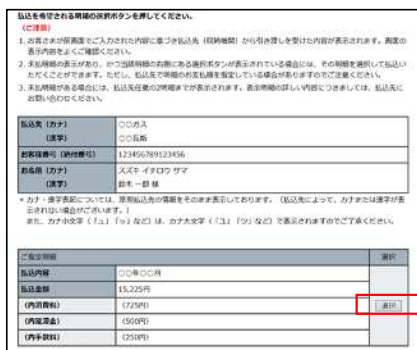 払込を希望される明細の選択ボタンを押してください。
(ご注意)
1. お客さまが前画面でご入力された内容に基づき払込先（収納機関）から引き渡しを受けた内容が表示されます。画面の
表示内容をよくご確認ください。
2. 未払明細の表示があり、かつ当該明細の右側にある選択ボタンが表示されている場合には、その明細を選択して払込い
ただくことができます。ただし、払込先で明細のお支払順を指定している場合がありますのでご注意ください。
3. 未払明細がある場合には、払込先任意の2明細までが表示されます。表示明細の詳しい内容につきましては、払込先に
お問い合わせください。
払込先（カナ） ○○ガス
（漢字） ○○瓦斯
お客様番号（納付番号） 123456789123456
お名前（カナ） スズキ イチロウ サマ
（漢字） 鈴木 一郎 様
* カナ・漢字表記については、原則払込先の情報をそのまま表示しております。（払込先によって、カナまたは漢字が表
示されない場合がございます。）
また、カナ小文字（「ュ」「ッ」など）は、カナ大文字（「ユ」「ツ」など）で表示されますのでご了承ください。
ご指定明細 選択
払込内容 ○○年○○月
払込金額 15,225円
（内消費税） (725円) 選択
（内延滞金） (500円)
（内手数料） (250円)